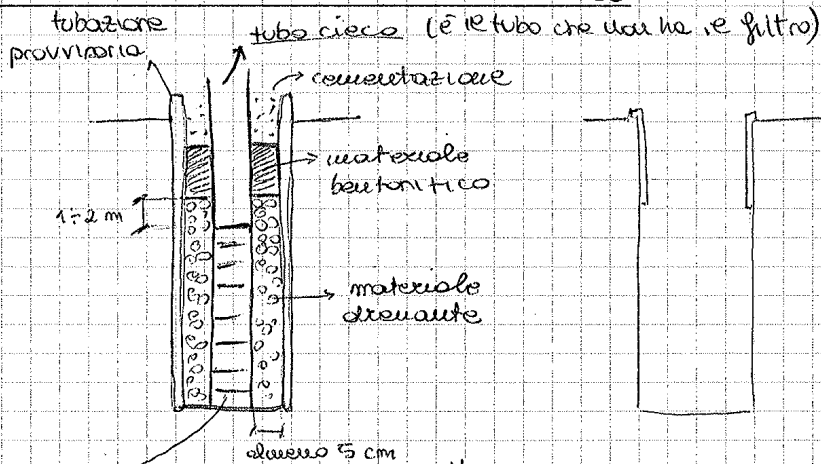 tubazione
provvisoria
tubo cieco (è il tubo che non ha il filtro)
cementazione
materiale
bentonitico
1÷2 m
materiale
drenante
almeno 5 cm